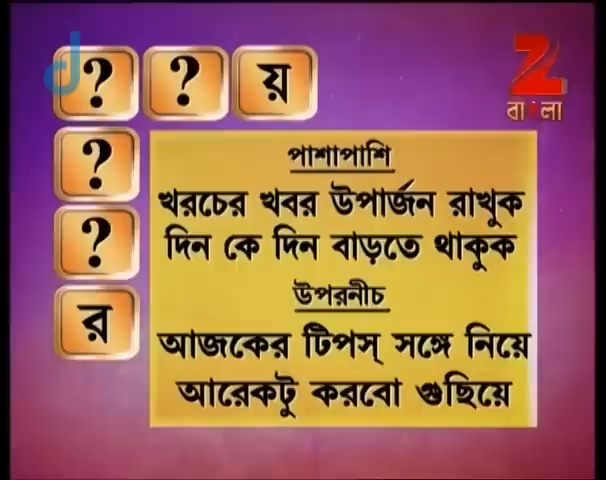 ? ? য়
?
?
র
Z
বাংলা
পাশাপাশি
খরচের খবর উপার্জন রাখুক
দিন কে দিন বাড়তে থাকুক
উপরনীচ
আজকের টিপস্ সঙ্গে নিয়ে
আরেকটু করবো গুছিয়ে